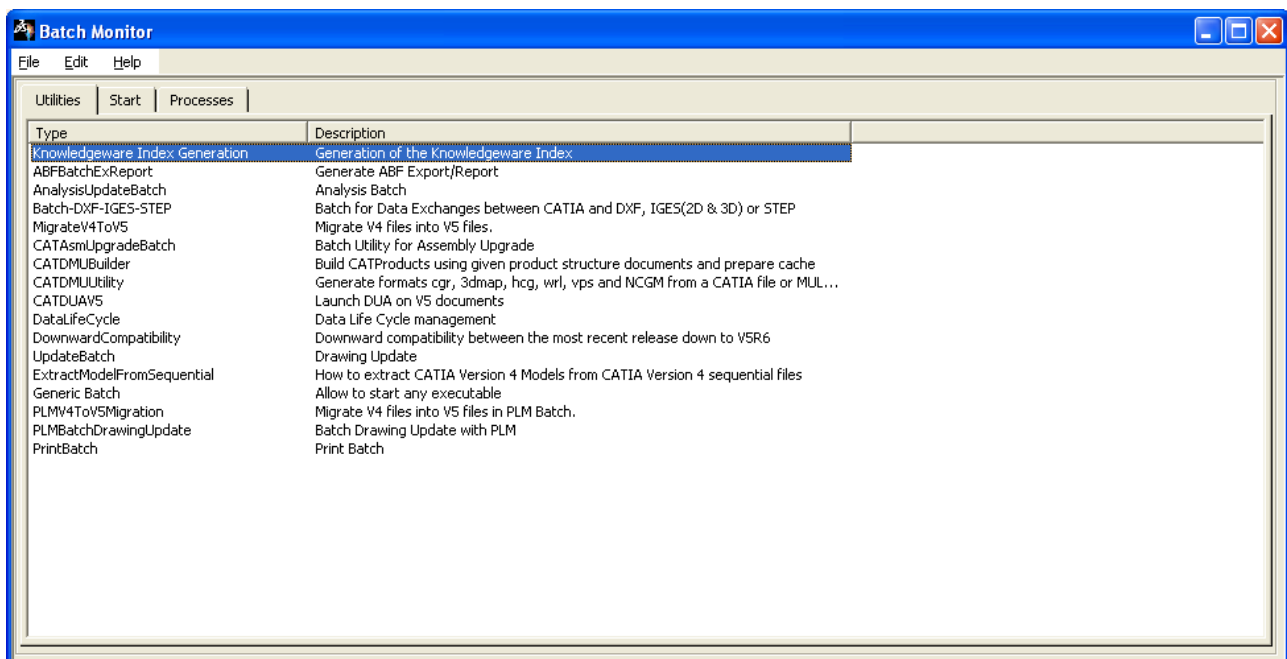 Batch Monitor
File Edit Help
Utilities Start Processes
Type Description
Knowledgeware Index Generation Generation of the Knowledgeware Index
ABFBatchExReport Generate ABF Export/Report
AnalysisUpdateBatch Analysis Batch
Batch-DXF-IGES-STEP Batch for Data Exchanges between CATIA and DXF, IGES(2D & 3D) or STEP
MigrateV4ToV5 Migrate V4 files into V5 files.
CATAsmUpgradeBatch Batch Utility for Assembly Upgrade
CATDMUBuilder Build CATProducts using given product structure documents and prepare cache
CATDMUUtility Generate formats cgr, 3dmap, hcg, wrl, vps and NCGM from a CATIA file or MUL...
CATDUAV5 Launch DUA on V5 documents
DataLifeCycle Data Life Cycle management
DownwardCompatibility Downward compatibility between the most recent release down to V5R6
UpdateBatch Drawing Update
ExtractModelFromSequential How to extract CATIA Version 4 Models from CATIA Version 4 sequential files
Generic Batch Allow to start any executable
PLMV4ToV5Migration Migrate V4 files into V5 files in PLM Batch.
PLMBatchDrawingUpdate Batch Drawing Update with PLM
PrintBatch Print Batch